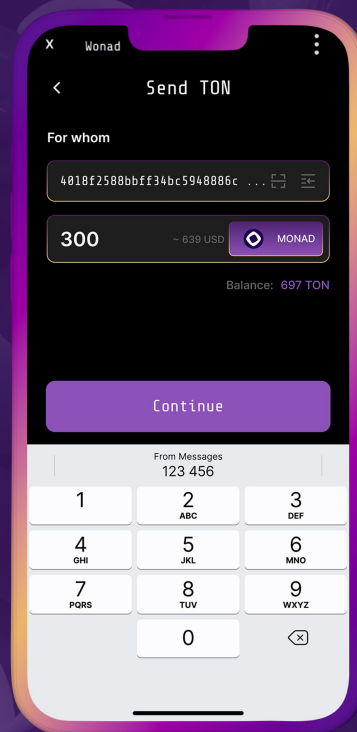 X Wonad
Send TON
For whom
4018f2588bbff34bc5948886c ...
300 ~ 639 USD MONAD
Balance: 697 TON
Continue
From Messages
123 456
1 2 3
ABC DEF
4 5 6
GHI JKL MNO
7 8 9
PQRS TUV WXYZ
0